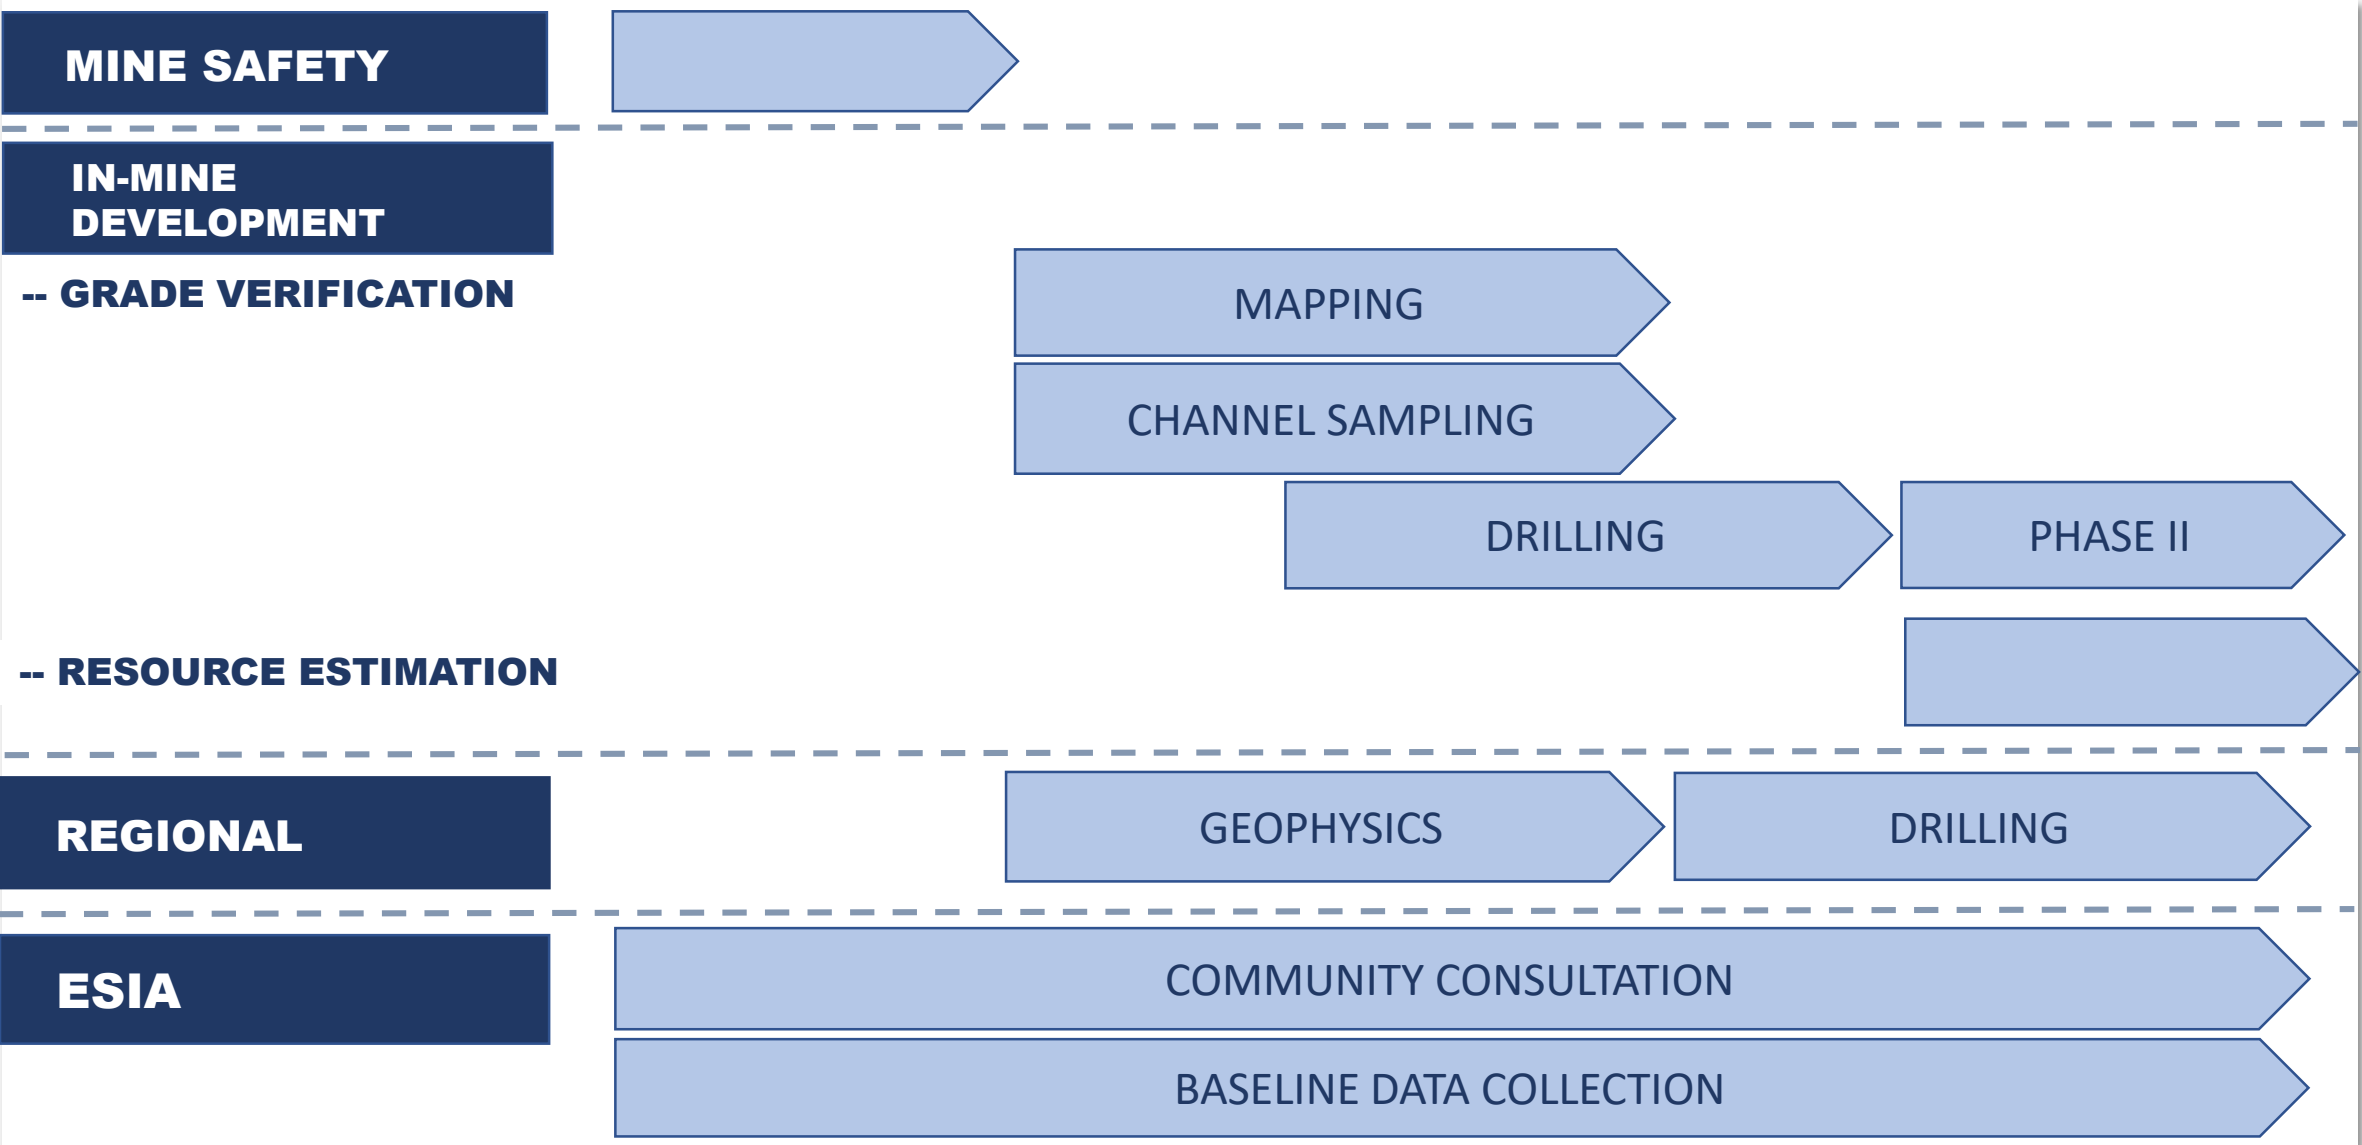 MINE SAFETY
IN-MINE
DEVELOPMENT
-- GRADE VERIFICATION
MAPPING
CHANNEL SAMPLING
DRILLING
PHASE II
-- RESOURCE ESTIMATION
REGIONAL
GEOPHYSICS
DRILLING
ESIA
COMMUNITY CONSULTATION
BASELINE DATA COLLECTION